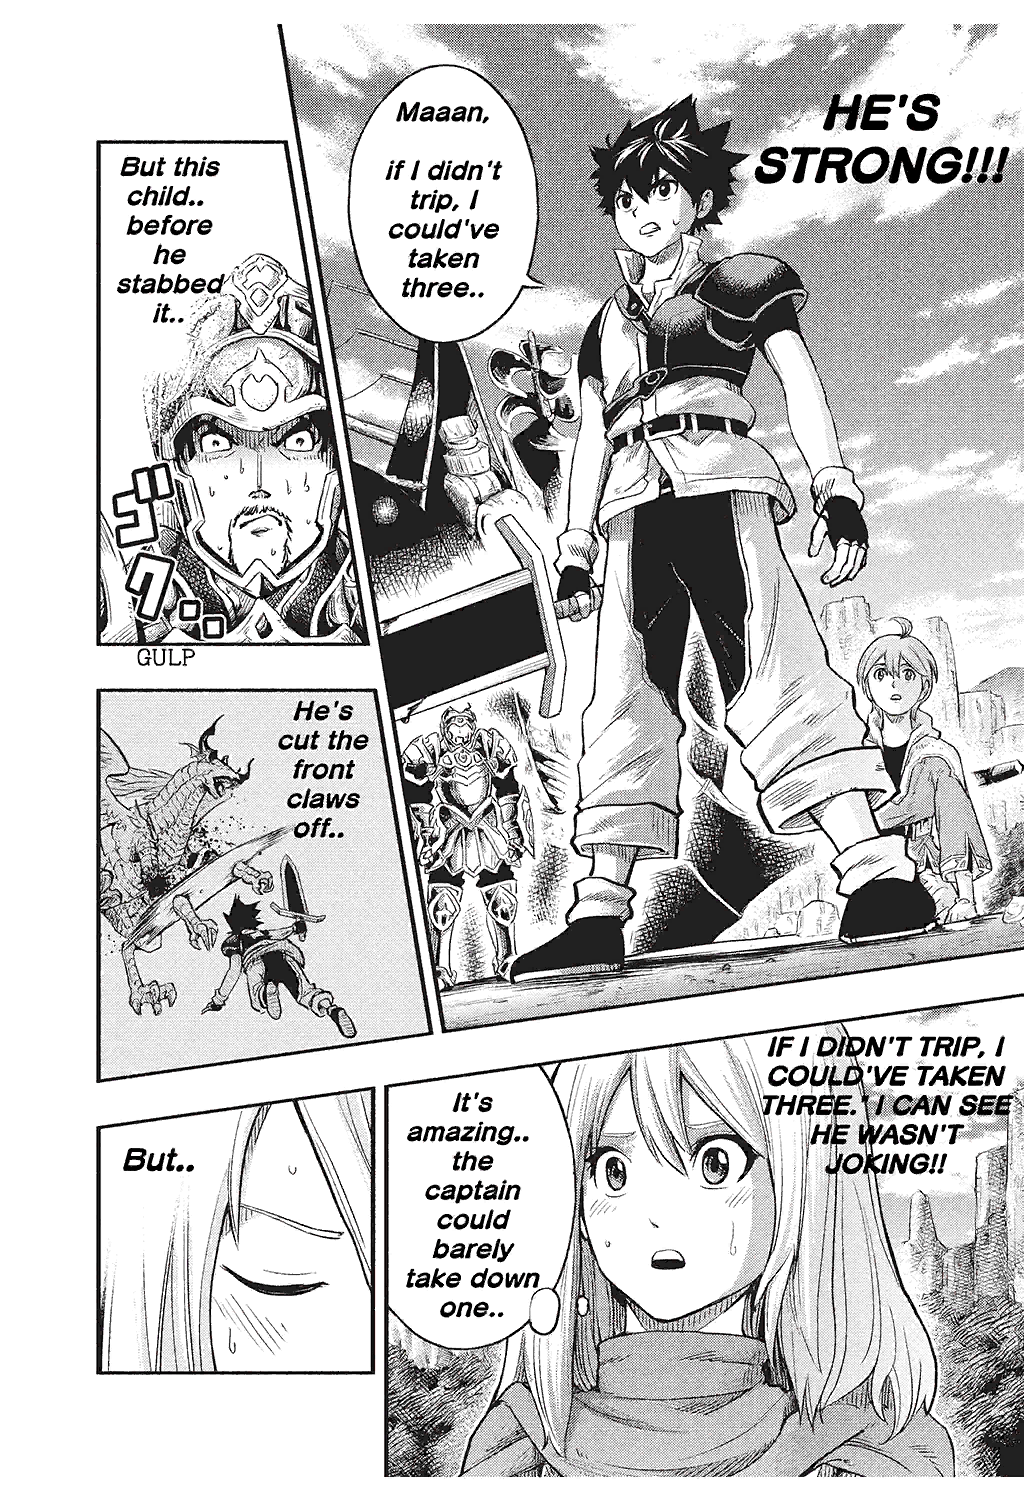 HE'S
STRONG!!!
Maaan,
if I didn't
trip, I
could've
taken
three..
But this
child..
before
he
stabbed
it..
ゴク・・
GULP
He's
cut the
front
claws
off..
IF I DIDN'T TRIP, I
COULD'VE TAKEN
THREE.' I CAN SEE
HE WASN'T
JOKING!!
It's
amazing..
the
captain
could
barely
take down
one..
But..